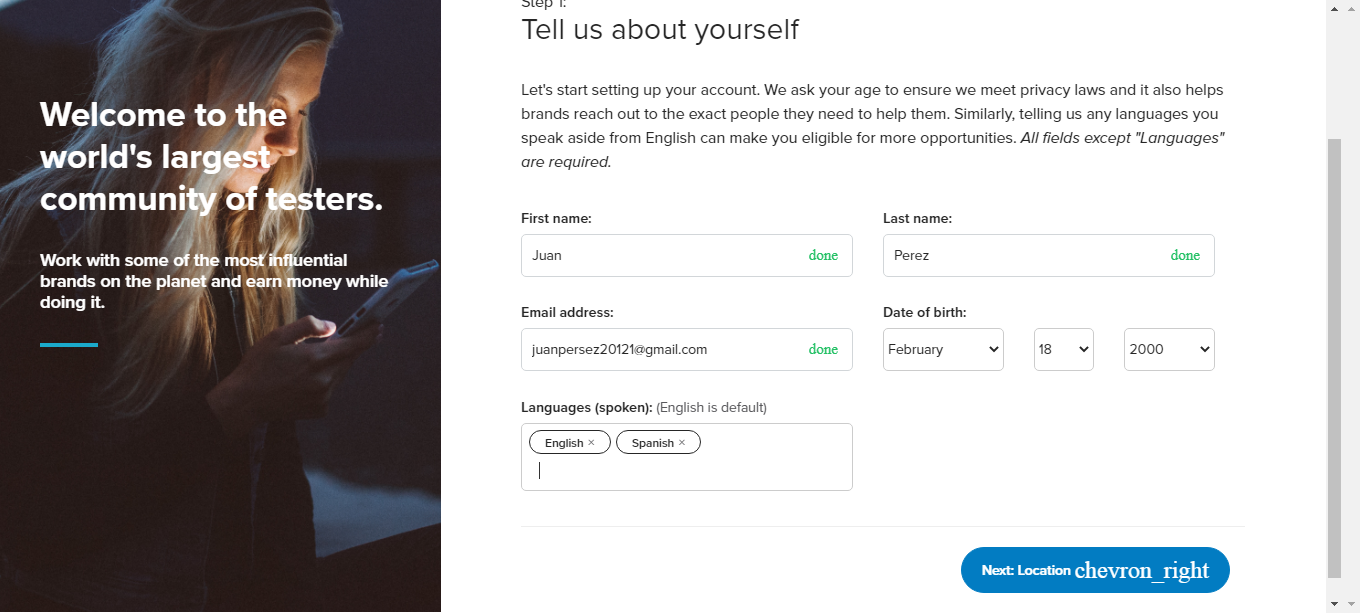 Step 1:
Tell us about yourself
Welcome to the
world's largest
community of testers.
Work with some of the most influential
brands on the planet and earn money while
doing it.
Let's start setting up your account. We ask your age to ensure we meet privacy laws and it also helps
brands reach out to the exact people they need to help them. Similarly, telling us any languages you
speak aside from English can make you eligible for more opportunities. All fields except "Languages"
are required.
First name: Last name:
Juan done Perez done
Email address: Date of birth:
juanpersez20121@gmail.com done February 18 2000
Languages (spoken): (English is default)
English × Spanish ×
Next: Location chevron_right